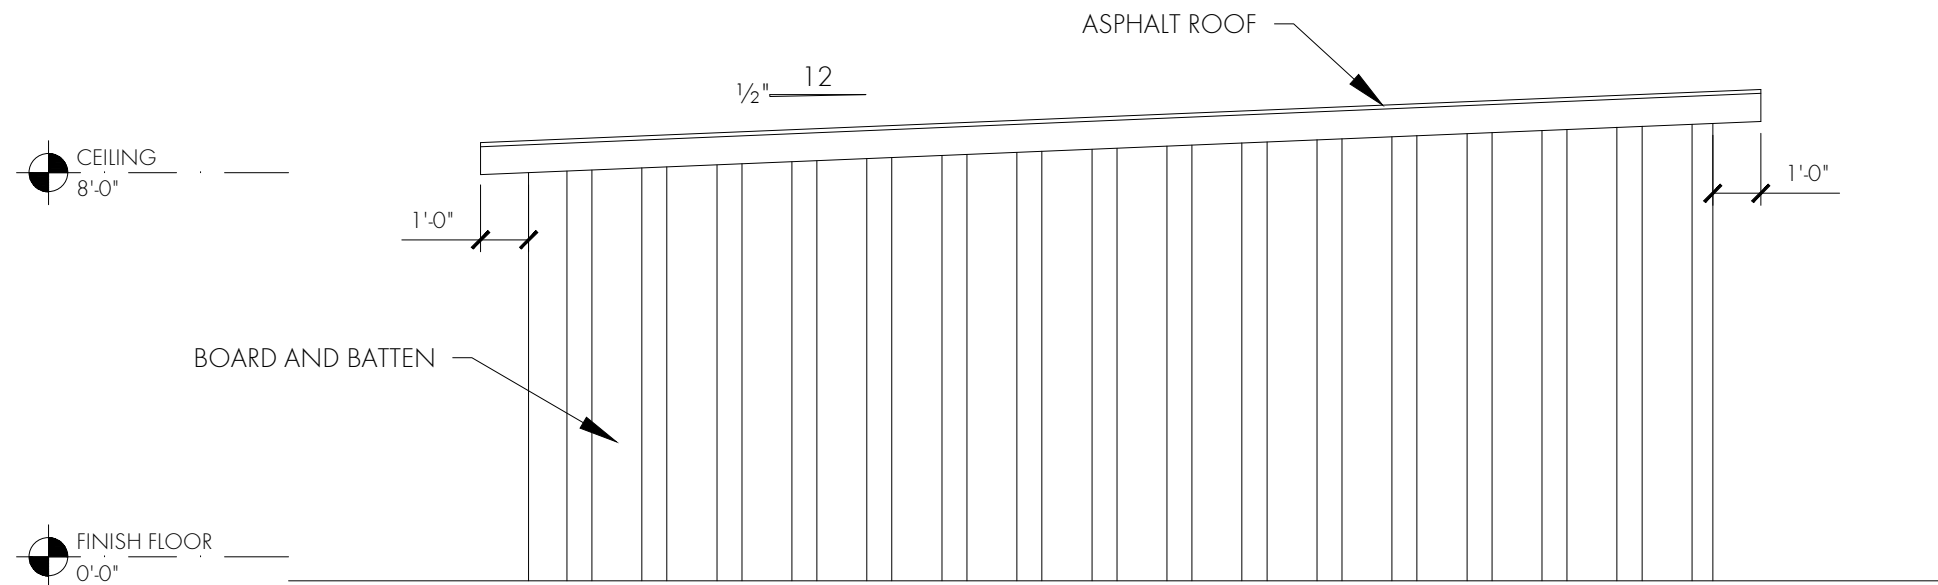 ASPHALT ROOF
12
½"
CEILING
8'-0"
1'-0"
1'-0"
BOARD AND BATTEN
FINISH FLOOR
0'-0"